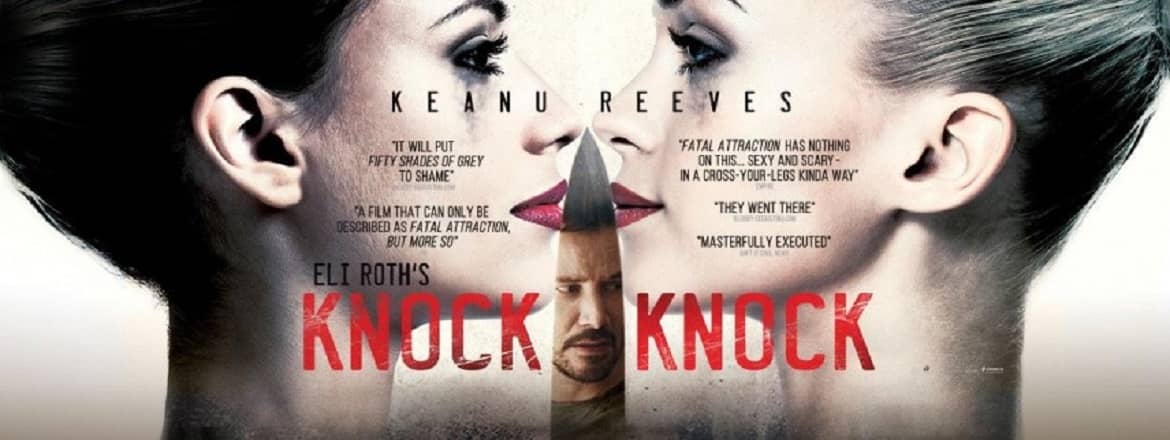 KEANU REEVES
"IT WILL PUT
FIFTY SHADES OF GREY
TO SHAME"
"A FILM THAT CAN ONLY BE
DESCRIBED AS FATAL ATTRACTION,
BUT MORE SO"
"FATAL ATTRACTION HAS NOTHING
ON THIS... SEXY AND SCARY -
IN A CROSS-YOUR-LEGS KINDA WAY"
EMPIRE
"THEY WENT THERE"
"MASTERFULLY EXECUTED"
ELI ROTH'S
KNOCK KNOCK